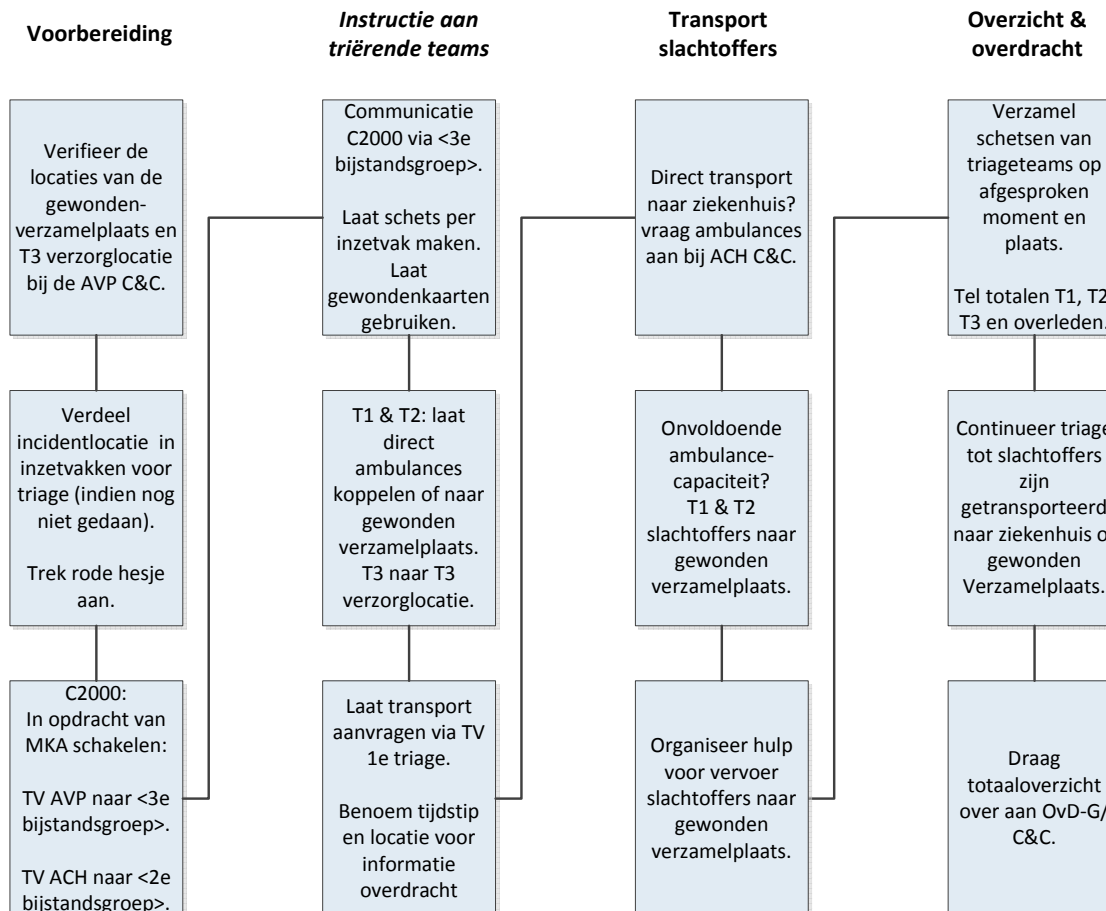 Voorbereiding
Verifieer de
locaties van de
gewonden-
verzamelplaats en
T3 verzorglocatie
bij de AVP C&C.
Verdeel
incidentlocatie in
inzetvakken voor
triage (indien nog
niet gedaan).
Trek rode hesje
aan.
C2000:
In opdracht van
MKA schakelen:
TV AVP naar <3e
bijstandsgroep>.
TV ACH naar <2e
bijstandsgroep>.
Instructie aan
triërende teams
Communicatie
C2000 via <3e
bijstandsgroep>.
Laat schets per
inzetvak maken.
Laat
gewondenkaarten
gebruiken.
T1 & T2: laat
direct
ambulances
koppelen of naar
gewonden
verzamelplaats.
T3 naar T3
verzorglocatie.
Laat transport
aanvragen via TV
1e triage.
Benoem tijdstip
en locatie voor
informatie
overdracht
Transport
slachtoffers
Direct transport
naar ziekenhuis?
vraag ambulances
aan bij ACH C&C.
Onvoldoende
ambulance-
capaciteit?
T1 & T2
slachtoffers naar
gewonden
verzamelplaats.
Organiseer hulp
voor vervoer
slachtoffers naar
gewonden
verzamelplaats.
Overzicht &
overdracht
Verzamel
schetsen van
triageteams op
afgesproken
moment en
plaats.
Tel totalen T1, T2
T3 en overleden.
Continueer triage
tot slachtoffers
zijn
getransporteerd
naar ziekenhuis o
gewonden
Verzamelplaats.
Draag
totaaloverzicht
over aan OvD-G/
C&C.